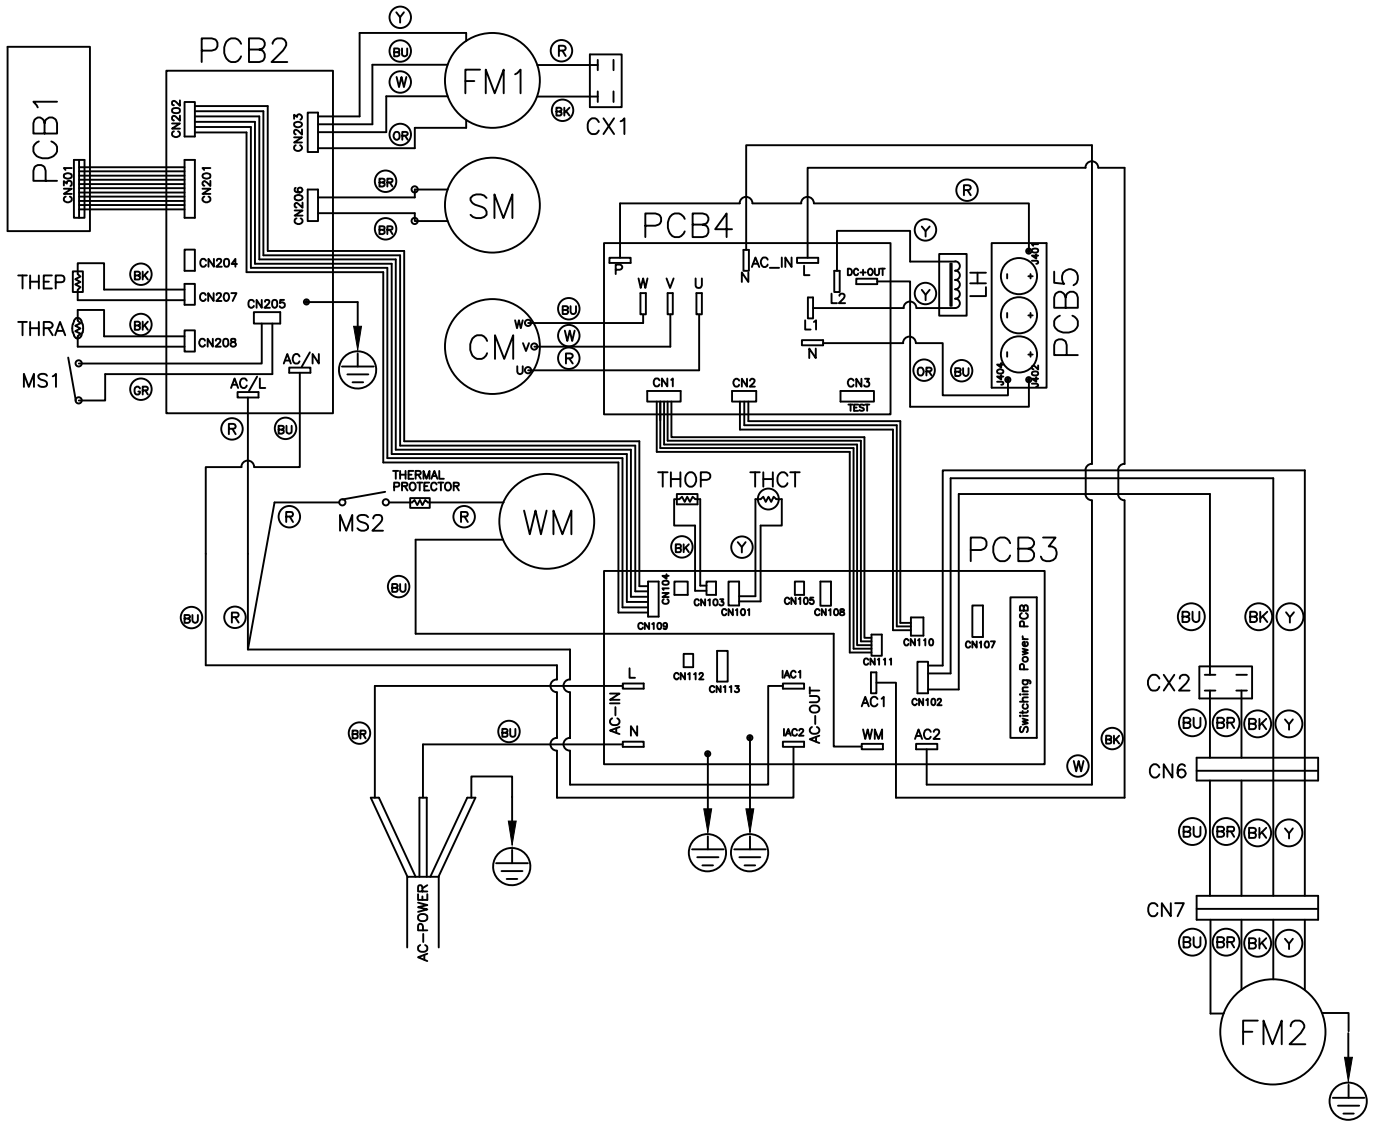 PCB1
CN301
PCB2
CN202
CN201
CN203
CN206
CN204
CN207
CN208
CN205
AC/N
AC/L
Y
BU
W
OR
FM1
R
BK
CX1
BR
BR
SM
THEP
BK
THRA
BK
MS1
GR
CM
W
V
U
BU
W
R
PCB4
P
W
V
U
N
AC_IN
L
L2
DC+OUT
L1
N
CN1
CN2
CN3
TEST
R
Y
Y
LH
OR
BU
PCB5
J401
J404
J402
- +
- +
- +
R
BU
THERMAL
PROTECTOR
R
MS2
R
WM
BU
BU
R
THOP
THCT
BK
Y
PCB3
CN104
CN109
CN103
CN101
CN105
CN108
CN110
CN107
CN111
CN112
CN113
CN102
Switching Power PCB
L
AC-IN
N
IAC1
AC-OUT
IAC2
AC1
WM
AC2
BR
BU
AC-POWER
W
BK
BU
BK
Y
CX2
BU
BR
BK
Y
CN6
BU
BR
BK
Y
CN7
BU
BR
BK
Y
FM2